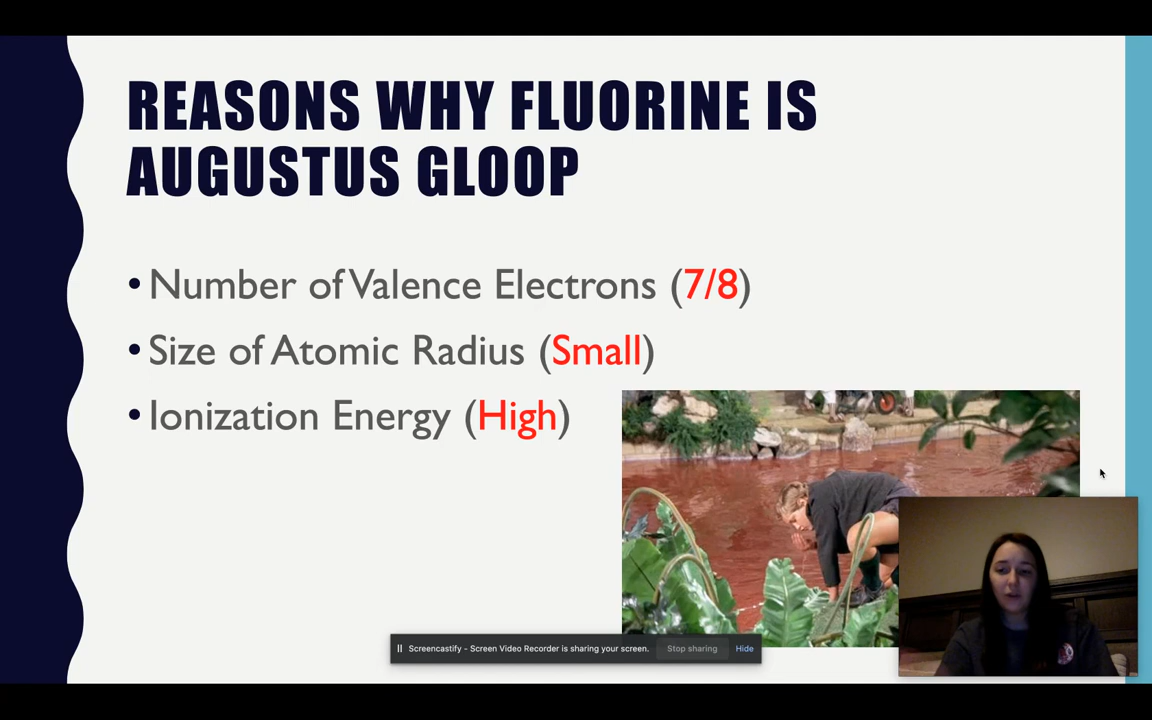 REASONS WHY FLUORINE IS
AUGUSTUS GLOOP
• Number of Valence Electrons (7/8)
• Size of Atomic Radius (Small)
• Ionization Energy (High)
Screencastify - Screen Video Recorder is sharing your screen. Stop sharing Hide